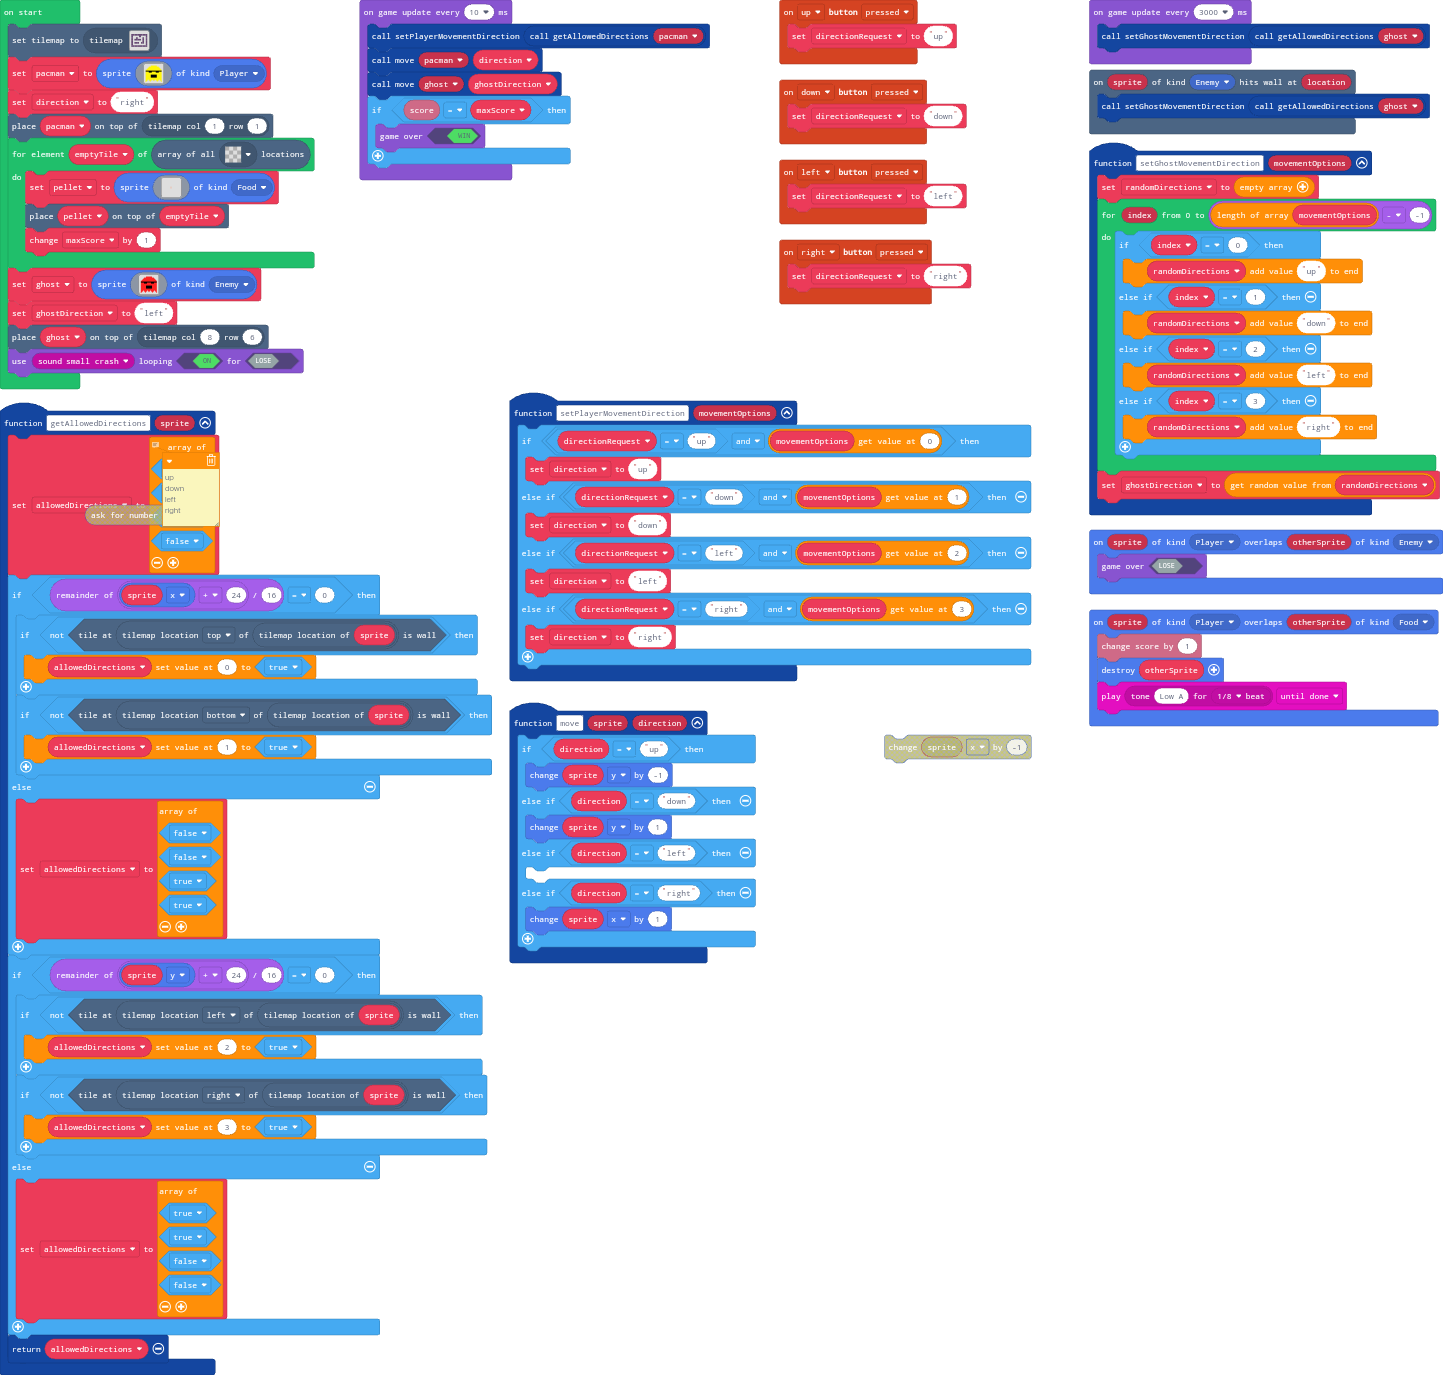 on start
set tilemap to tilemap
set pacman to sprite of kind Player
set direction to "right"
place pacman on top of tilemap col 1 row 1
for element emptyTile of array of all locations
do
set pellet to sprite of kind Food
place pellet on top of emptyTile
change maxScore by 1
set ghost to sprite of kind Enemy
set ghostDirection to "left"
place ghost on top of tilemap col 8 row 6
use sound small crash looping ON for LOSE
on game update every 10 ms
call setPlayerMovementDirection call getAllowedDirections pacman
call move pacman direction
call move ghost ghostDirection
if score = maxScore then
game over WIN
on up button pressed
set directionRequest to "up"
on down button pressed
set directionRequest to "down"
on left button pressed
set directionRequest to "left"
on right button pressed
set directionRequest to "right"
on game update every 3000 ms
call setGhostMovementDirection call getAllowedDirections ghost
on sprite of kind Enemy hits wall at location
call setGhostMovementDirection call getAllowedDirections ghost
function setGhostMovementDirection movementOptions
set randomDirections to empty array
for index from 0 to length of array movementOptions - -1
do
if index = 0 then
randomDirections add value "up" to end
else if index = 1 then
randomDirections add value "down" to end
else if index = 2 then
randomDirections add value "left" to end
else if index = 3 then
randomDirections add value "right" to end
set ghostDirection to get random value from randomDirections
on sprite of kind Player overlaps otherSprite of kind Enemy
game over LOSE
on sprite of kind Player overlaps otherSprite of kind Food
change score by 1
destroy otherSprite
play tone Low A for 1/8 beat until done
function getAllowedDirections sprite
array of
up
down
left
right
set allowedDirections to
ask for number
false
if remainder of sprite x + 24 / 16 = 0 then
if not tile at tilemap location top of tilemap location of sprite is wall then
allowedDirections set value at 0 to true
if not tile at tilemap location bottom of tilemap location of sprite is wall then
allowedDirections set value at 1 to true
else
array of
false
false
set allowedDirections to
true
true
if remainder of sprite y + 24 / 16 = 0 then
if not tile at tilemap location left of tilemap location of sprite is wall then
allowedDirections set value at 2 to true
if not tile at tilemap location right of tilemap location of sprite is wall then
allowedDirections set value at 3 to true
else
array of
true
true
set allowedDirections to
false
false
return allowedDirections
function setPlayerMovementDirection movementOptions
if directionRequest = "up" and movementOptions get value at 0 then
set direction to "up"
else if directionRequest = "down" and movementOptions get value at 1 then
set direction to "down"
else if directionRequest = "left" and movementOptions get value at 2 then
set direction to "left"
else if directionRequest = "right" and movementOptions get value at 3 then
set direction to "right"
function move sprite direction
if direction = "up" then
change sprite y by -1
else if direction = "down" then
change sprite y by 1
else if direction = "left" then
else if direction = "right" then
change sprite x by 1
change sprite x by -1